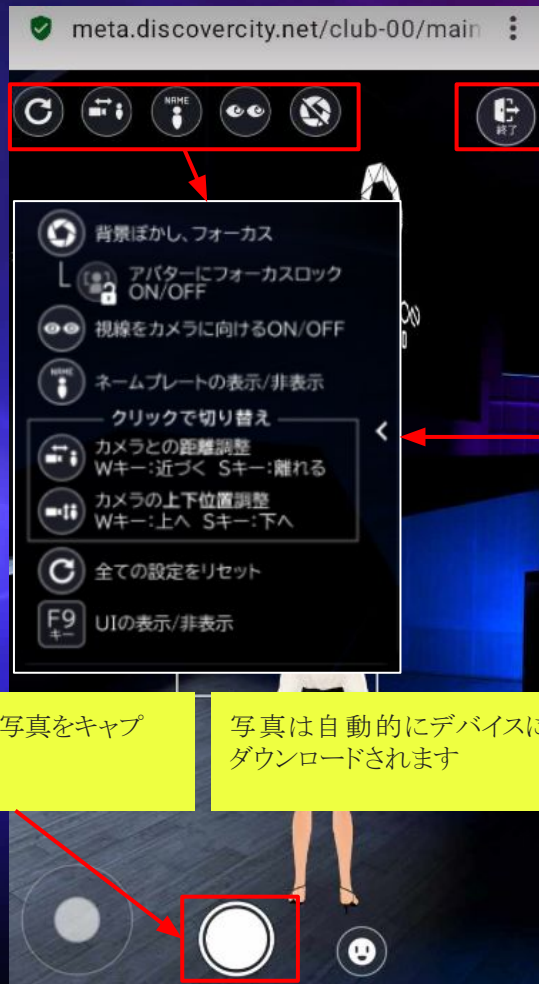 meta.discovercity.net/club-00/main
NAME
終了
背景ぼかし、フォーカス
アバターにフォーカスロック
ON/OFF
視線をカメラに向けるON/OFF
NAME
ネームプレートの表示/非表示
クリックで切り替え
カメラとの距離調整
Wキー:近づく Sキー:離れる
カメラの上下位置調整
Wキー:上へ Sキー:下へ
全ての設定をリセット
F9
キー
UIの表示/非表示
写真をキャプ
写真は自動的にデバイスに
ダウンロードされます